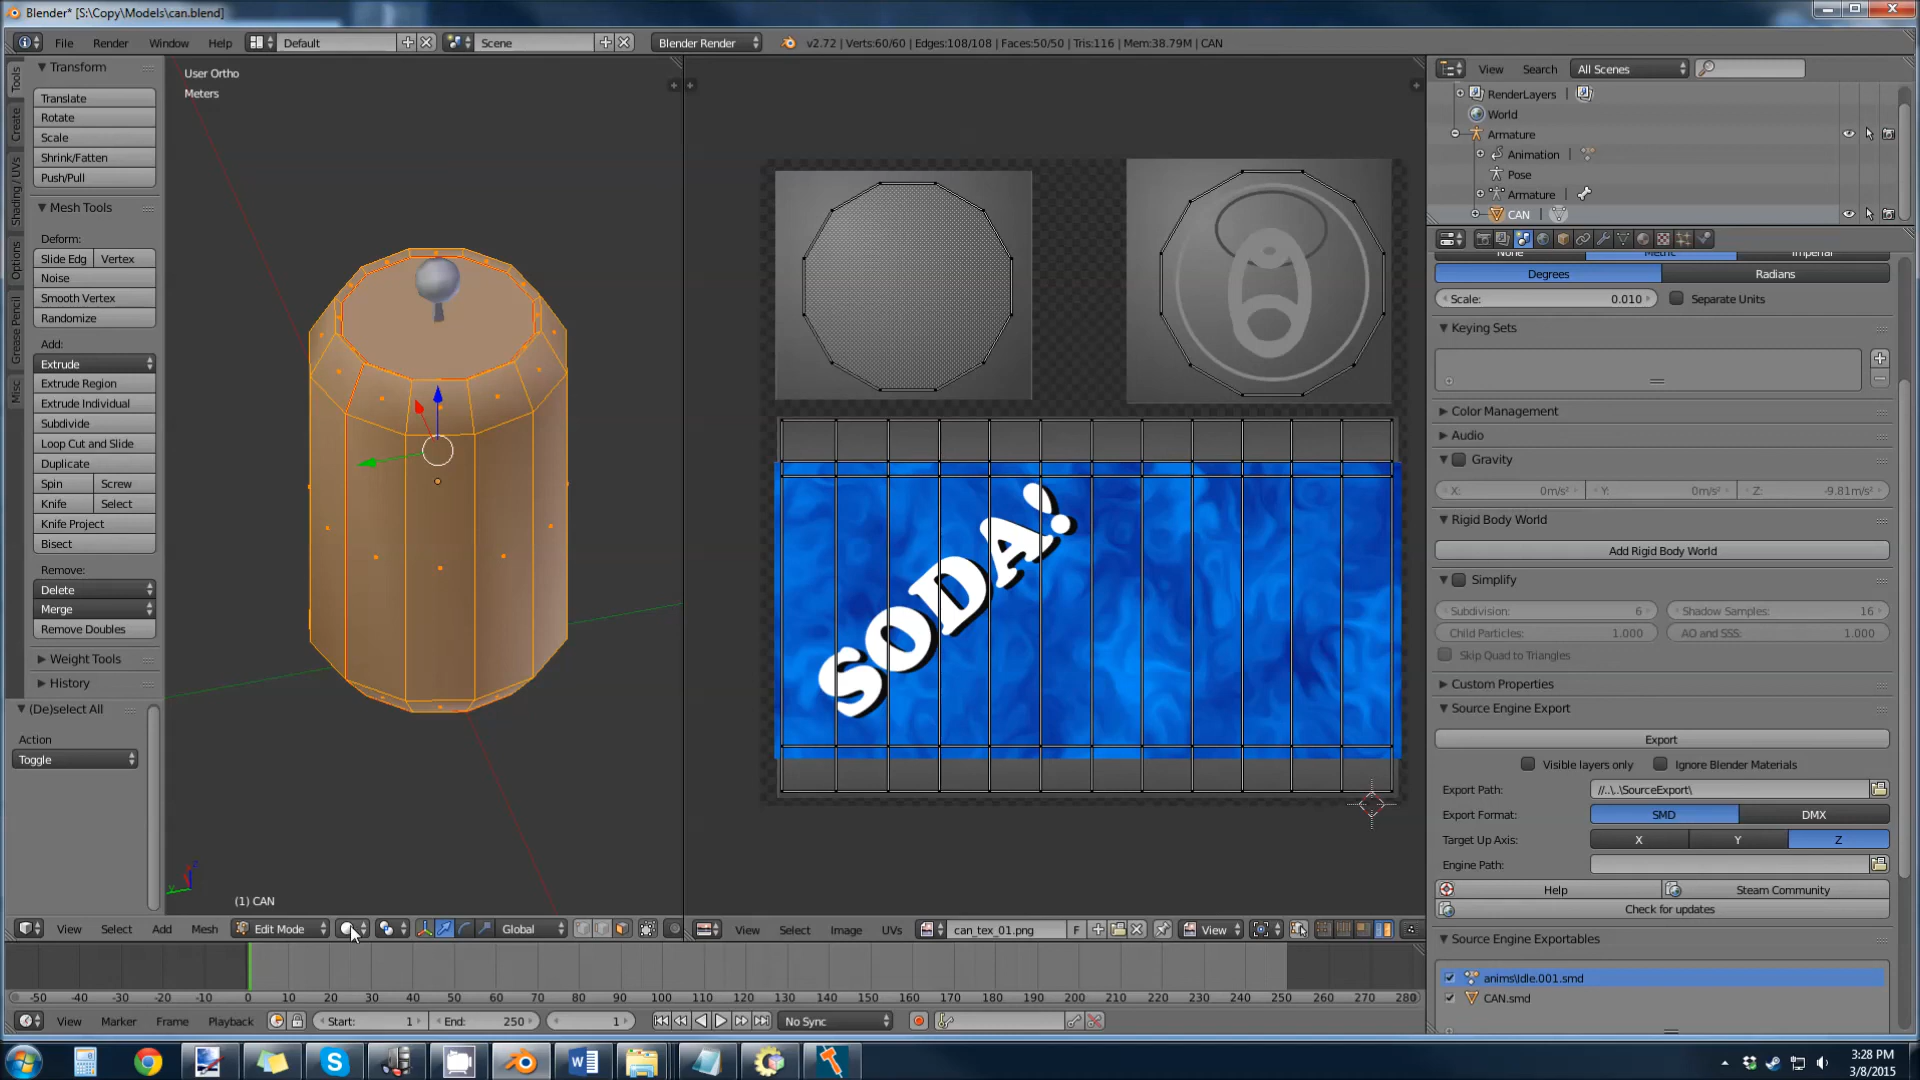 Blender* [S:\Copy\Models\can.blend]
File Render Window Help Default Scene Blender Render v2.72 | Verts:60/60 | Edges:108/108 | Faces:50/50 | Tris:116 | Mem:38.79M | CAN
Tools
Create
Shading / UVs
Options
Grease Pencil
Misc
Transform
Translate
Rotate
Scale
Shrink/Fatten
Push/Pull
Mesh Tools
Deform:
Slide Edg Vertex
Noise
Smooth Vertex
Randomize
Add:
Extrude
Extrude Region
Extrude Individual
Subdivide
Loop Cut and Slide
Duplicate
Spin Screw
Knife Select
Knife Project
Bisect
Remove:
Delete
Merge
Remove Doubles
Weight Tools
History
(De)select All
Action
Toggle
User Ortho
Meters
(1) CAN
View Select Add Mesh Edit Mode Global
SODA!
View Select Image UVs can_tex_01.png F View
View Search All Scenes
RenderLayers |
World
Armature
Animation |
Pose
Armature |
CAN |
None Metric Imperial
Degrees Radians
Scale: 0.010 Separate Units
Keying Sets
Color Management
Audio
Gravity
X: 0m/s² Y: 0m/s² Z: -9.81m/s²
Rigid Body World
Add Rigid Body World
Simplify
Subdivision: 6 Shadow Samples: 16
Child Particles: 1.000 AO and SSS: 1.000
Skip Quad to Triangles
Custom Properties
Source Engine Export
Export
Visible layers only Ignore Blender Materials
Export Path: //..\..\SourceExport\
Export Format: SMD DMX
Target Up Axis: X Y Z
Engine Path:
Help Steam Community
Check for updates
Source Engine Exportables
anims\Idle.001.smd
CAN.smd
-50 -40 -30 -20 -10 0 10 20 30 40 50 60 70 80 90 100 110 120 130 140 150 160 170 180 190 200 210 220 230 240 250 260 270 280
View Marker Frame Playback Start: 1 End: 250 1 No Sync
3:28 PM
3/8/2015